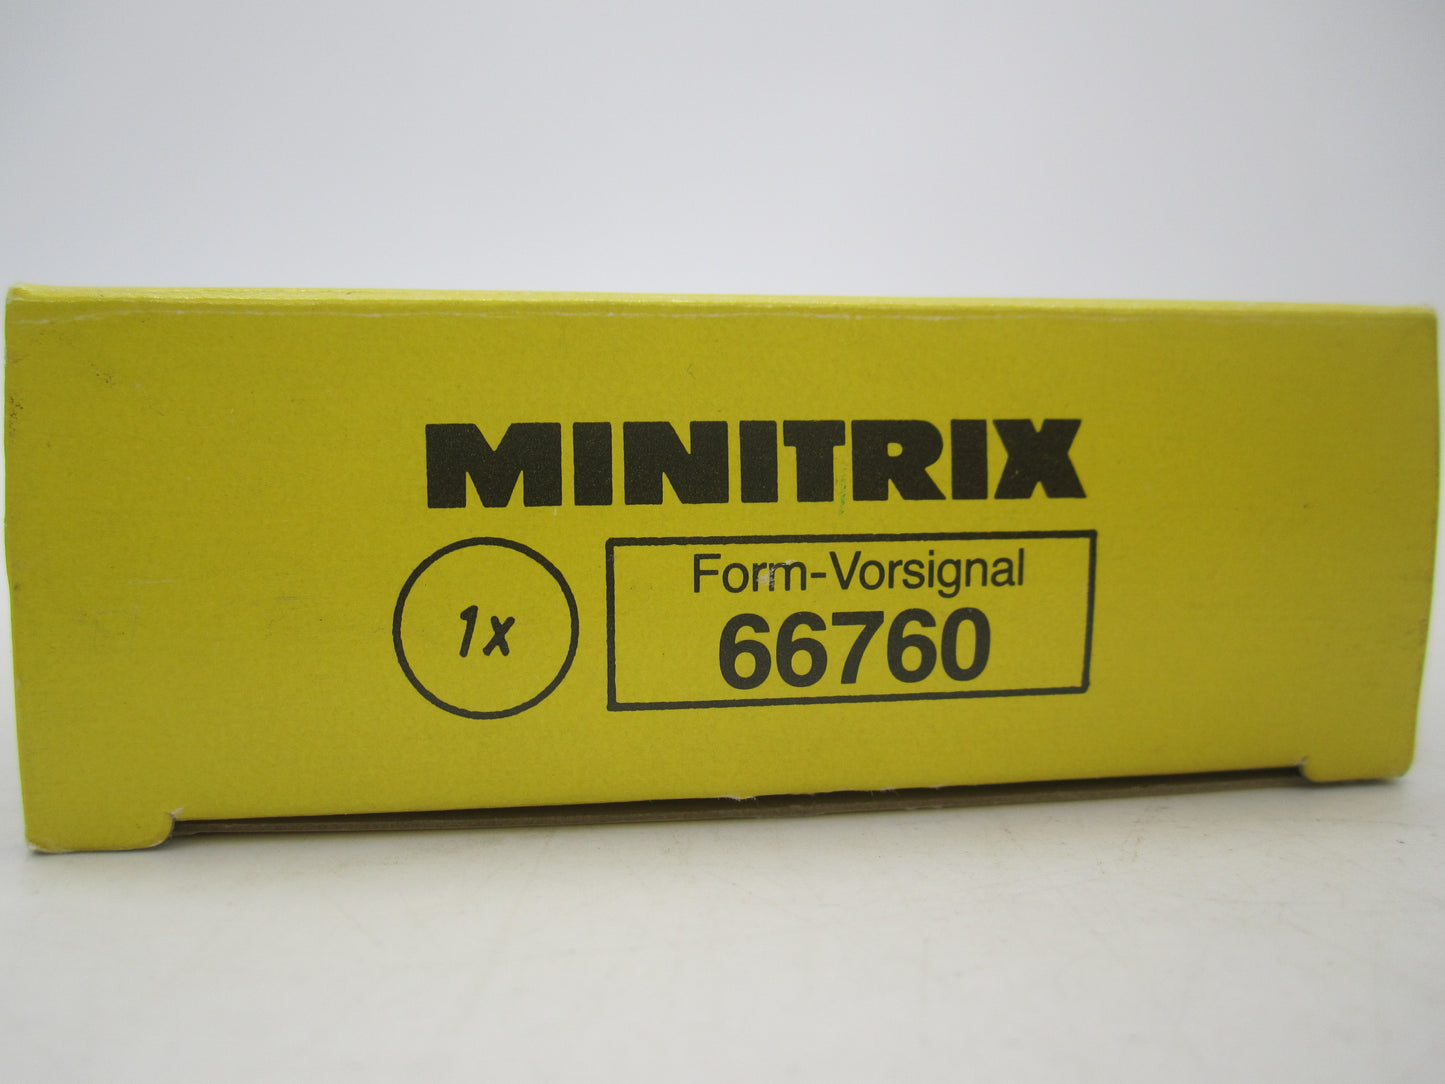 MINITRIX
1x
Form-Vorsignal
66760